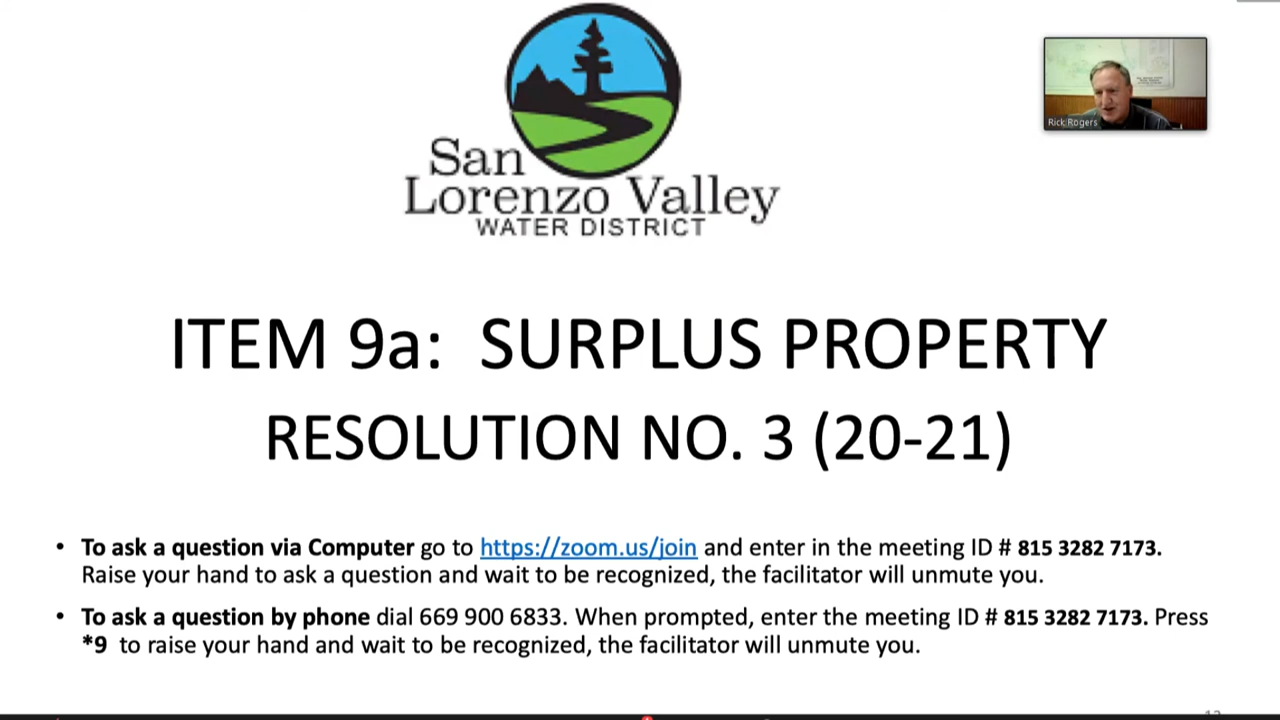 San
Lorenzo Valley
WATER DISTRICT
Rick Rogers
ITEM 9a: SURPLUS PROPERTY
RESOLUTION NO. 3 (20-21)
• To ask a question via Computer go to https://zoom.us/join and enter in the meeting ID # 815 3282 7173.
Raise your hand to ask a question and wait to be recognized, the facilitator will unmute you.
• To ask a question by phone dial 669 900 6833. When prompted, enter the meeting ID # 815 3282 7173. Press
*9 to raise your hand and wait to be recognized, the facilitator will unmute you.